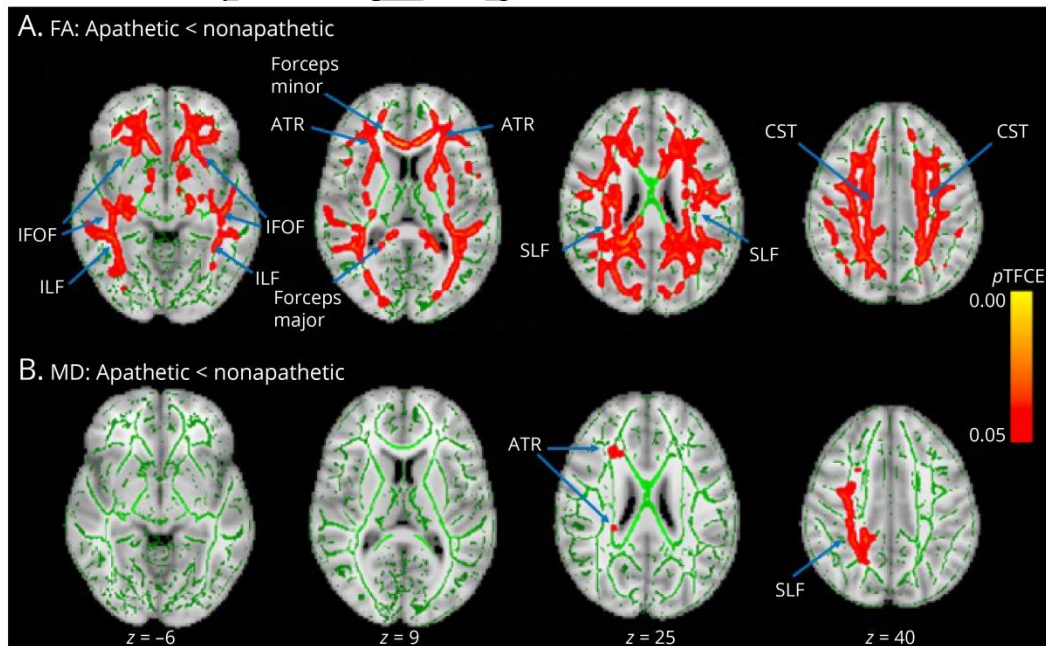 A. FA: Apathetic < nonapathetic
Forceps
minor
ATR
ATR
CST
CST
IFOF
IFOF
SLF
SLF
ILF
ILF
Forceps
major
pTFCE
0.00
0.05
B. MD: Apathetic < nonapathetic
ATR
SLF
z = –6
z = 9
z = 25
z = 40